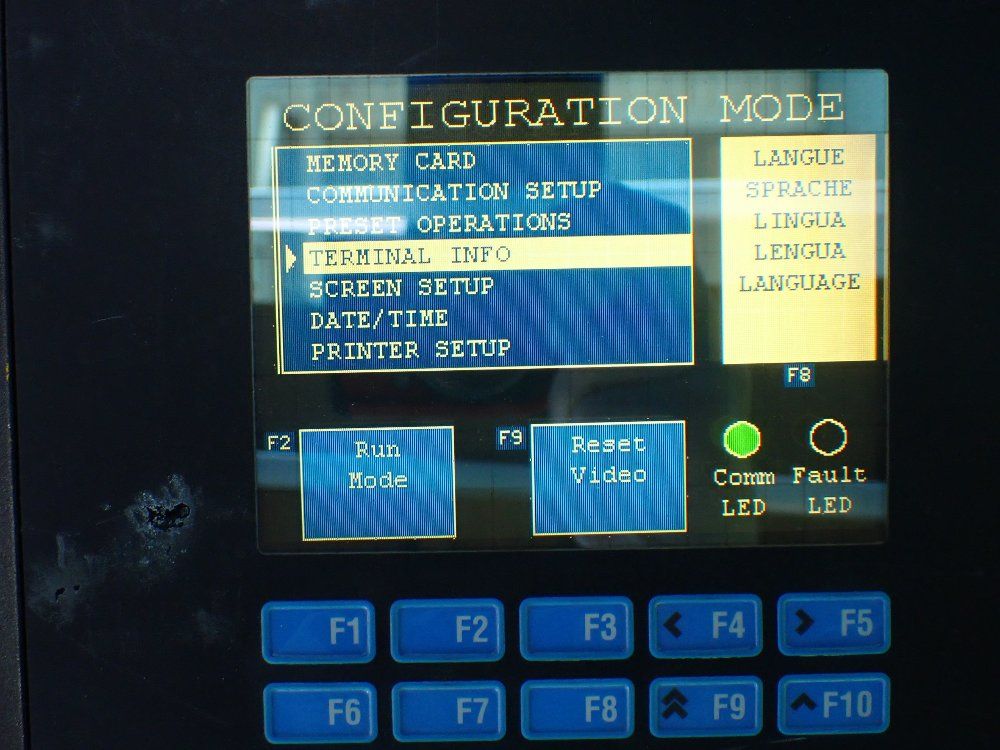 CONFIGURATION MODE
MEMORY CARD
COMMUNICATION SETUP
PRESET OPERATIONS
TERMINAL INFO
SCREEN SETUP
DATE/TIME
PRINTER SETUP
LANGUE
SPRACHE
LINGUA
LENGUA
LANGUAGE
F8
F2
Run
Mode
F9
Reset
Video
Comm
LED
Fault
LED
F1 F2 F3 < F4 > F5
F6 F7 F8 F9 ^ F10